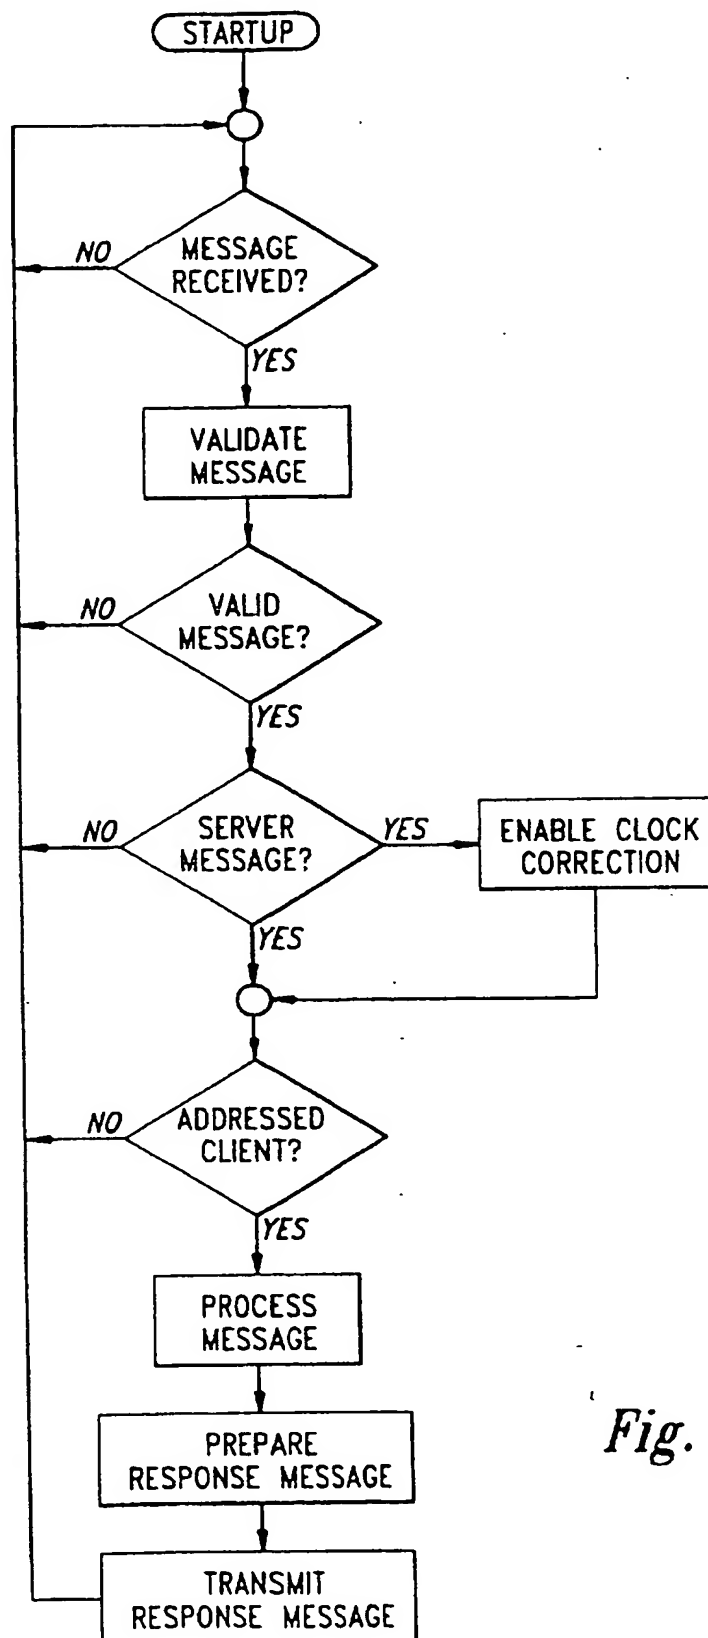 STARTUP
NO
MESSAGE
RECEIVED?
YES
VALIDATE
MESSAGE
NO
VALID
MESSAGE?
YES
NO
SERVER
MESSAGE?
YES
ENABLE CLOCK
CORRECTION
YES
NO
ADDRESSED
CLIENT?
YES
PROCESS
MESSAGE
PREPARE
RESPONSE MESSAGE
Fig.
TRANSMIT
RESPONSE MESSAGE